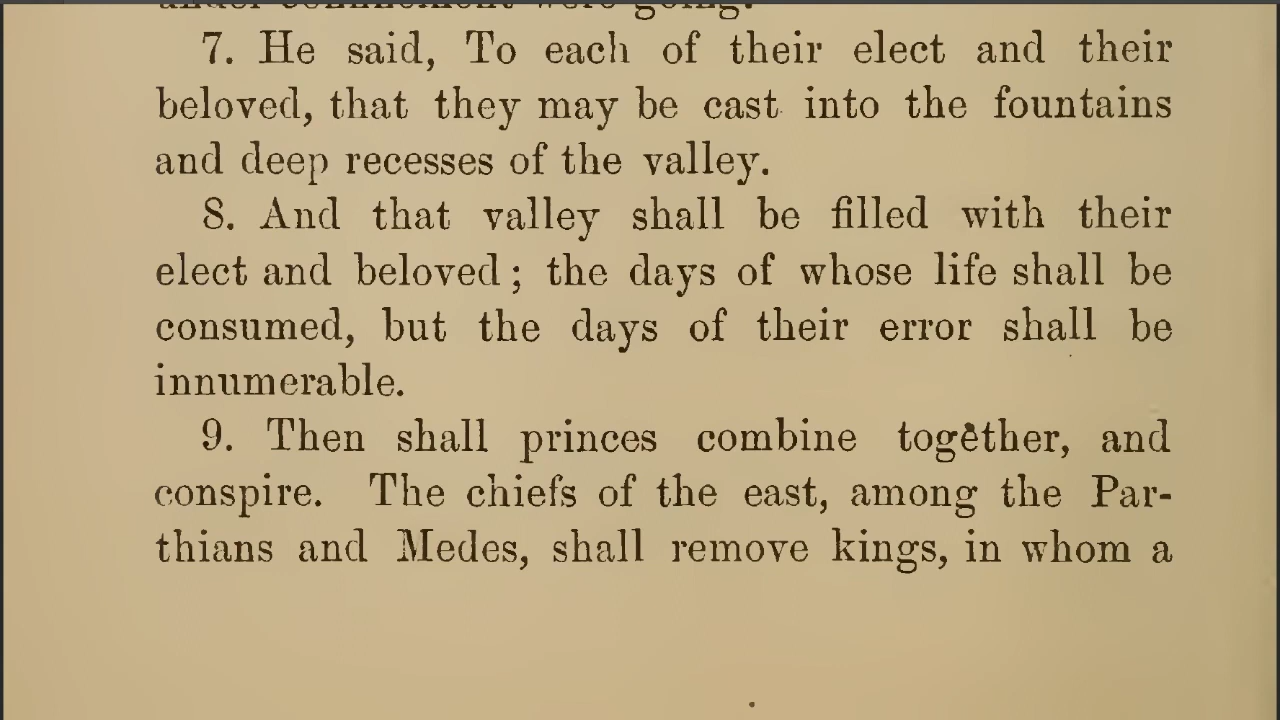 under confinement were going.
7. He said, To each of their elect and their
beloved, that they may be cast into the fountains
and deep recesses of the valley.
8. And that valley shall be filled with their
elect and beloved; the days of whose life shall be
consumed, but the days of their error shall be
innumerable.
9. Then shall princes combine together, and
conspire. The chiefs of the east, among the Par-
thians and Medes, shall remove kings, in whom a